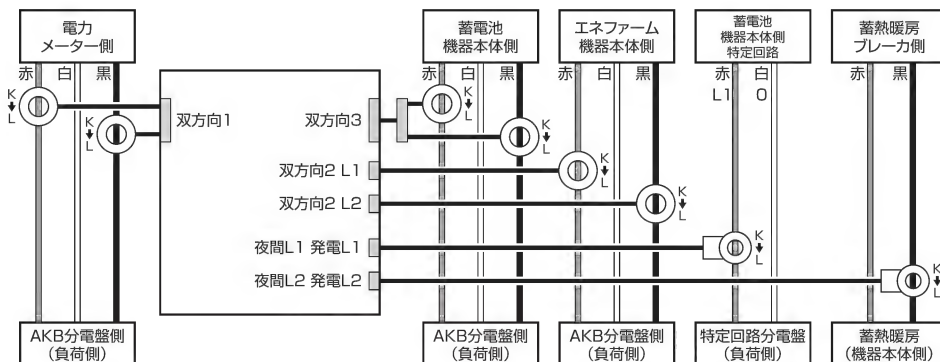 電力
メーター側
赤 白 黒
K
L
K
L
双方向1
双方向3
双方向2 L1
双方向2 L2
夜間L1 発電L1
夜間L2 発電L2
AKB分電盤側
(負荷側)
蓄電池
機器本体側
赤 白 黒
K
L
K
L
AKB分電盤側
(負荷側)
エネファーム
機器本体側
赤 白 黒
K
L
K
L
AKB分電盤側
(負荷側)
蓄電池
機器本体側
特定回路
赤 白
L1 O
K
L
特定回路分電盤
(負荷側)
蓄熱暖房
ブレーカ側
赤 黒
K
L
蓄熱暖房
(機器本体側)